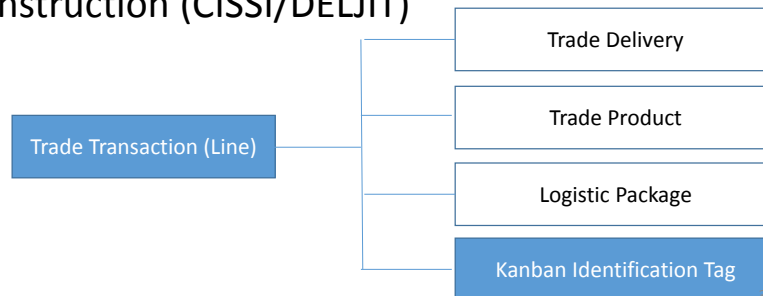 nstruction (CISSI/DELJIT)
Trade Delivery
Trade Product
Trade Transaction (Line)
Logistic Package
Kanban Identification Tag